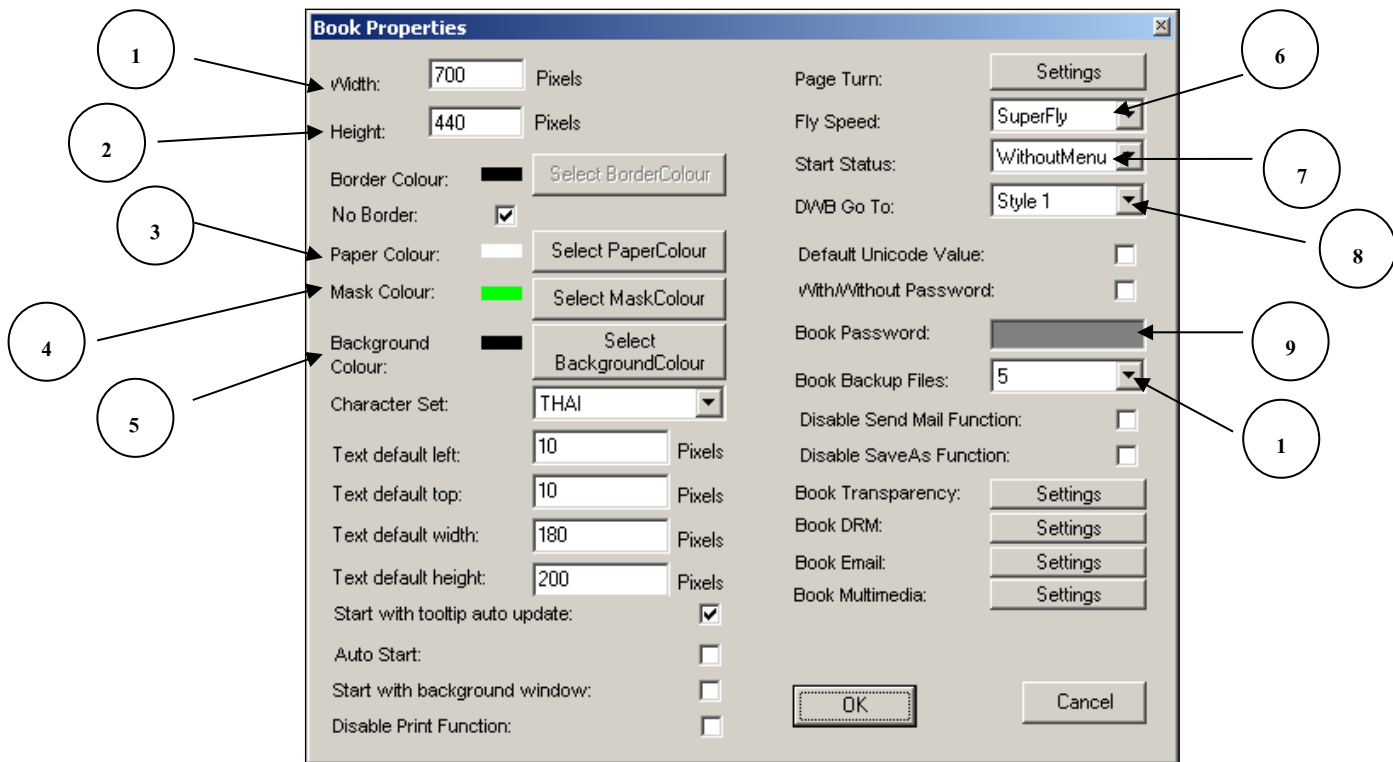 Book Properties
1
Width: 700 Pixels
2
Height: 440 Pixels
Border Colour: Select BorderColour
No Border:
3
Paper Colour: Select PaperColour
4
Mask Colour: Select MaskColour
5
Background Colour: Select BackgroundColour
Character Set: THAI
Text default left: 10 Pixels
Text default top: 10 Pixels
Text default width: 180 Pixels
Text default height: 200 Pixels
Start with tooltip auto update:
Auto Start:
Start with background window:
Disable Print Function:
Page Turn: Settings
6
Fly Speed: SuperFly
7
Start Status: WithoutMenu
8
DWB Go To: Style 1
Default Unicode Value:
With/Without Password:
9
Book Password:
1
Book Backup Files: 5
Disable Send Mail Function:
Disable SaveAs Function:
Book Transparency: Settings
Book DRM: Settings
Book Email: Settings
Book Multimedia: Settings
OK Cancel